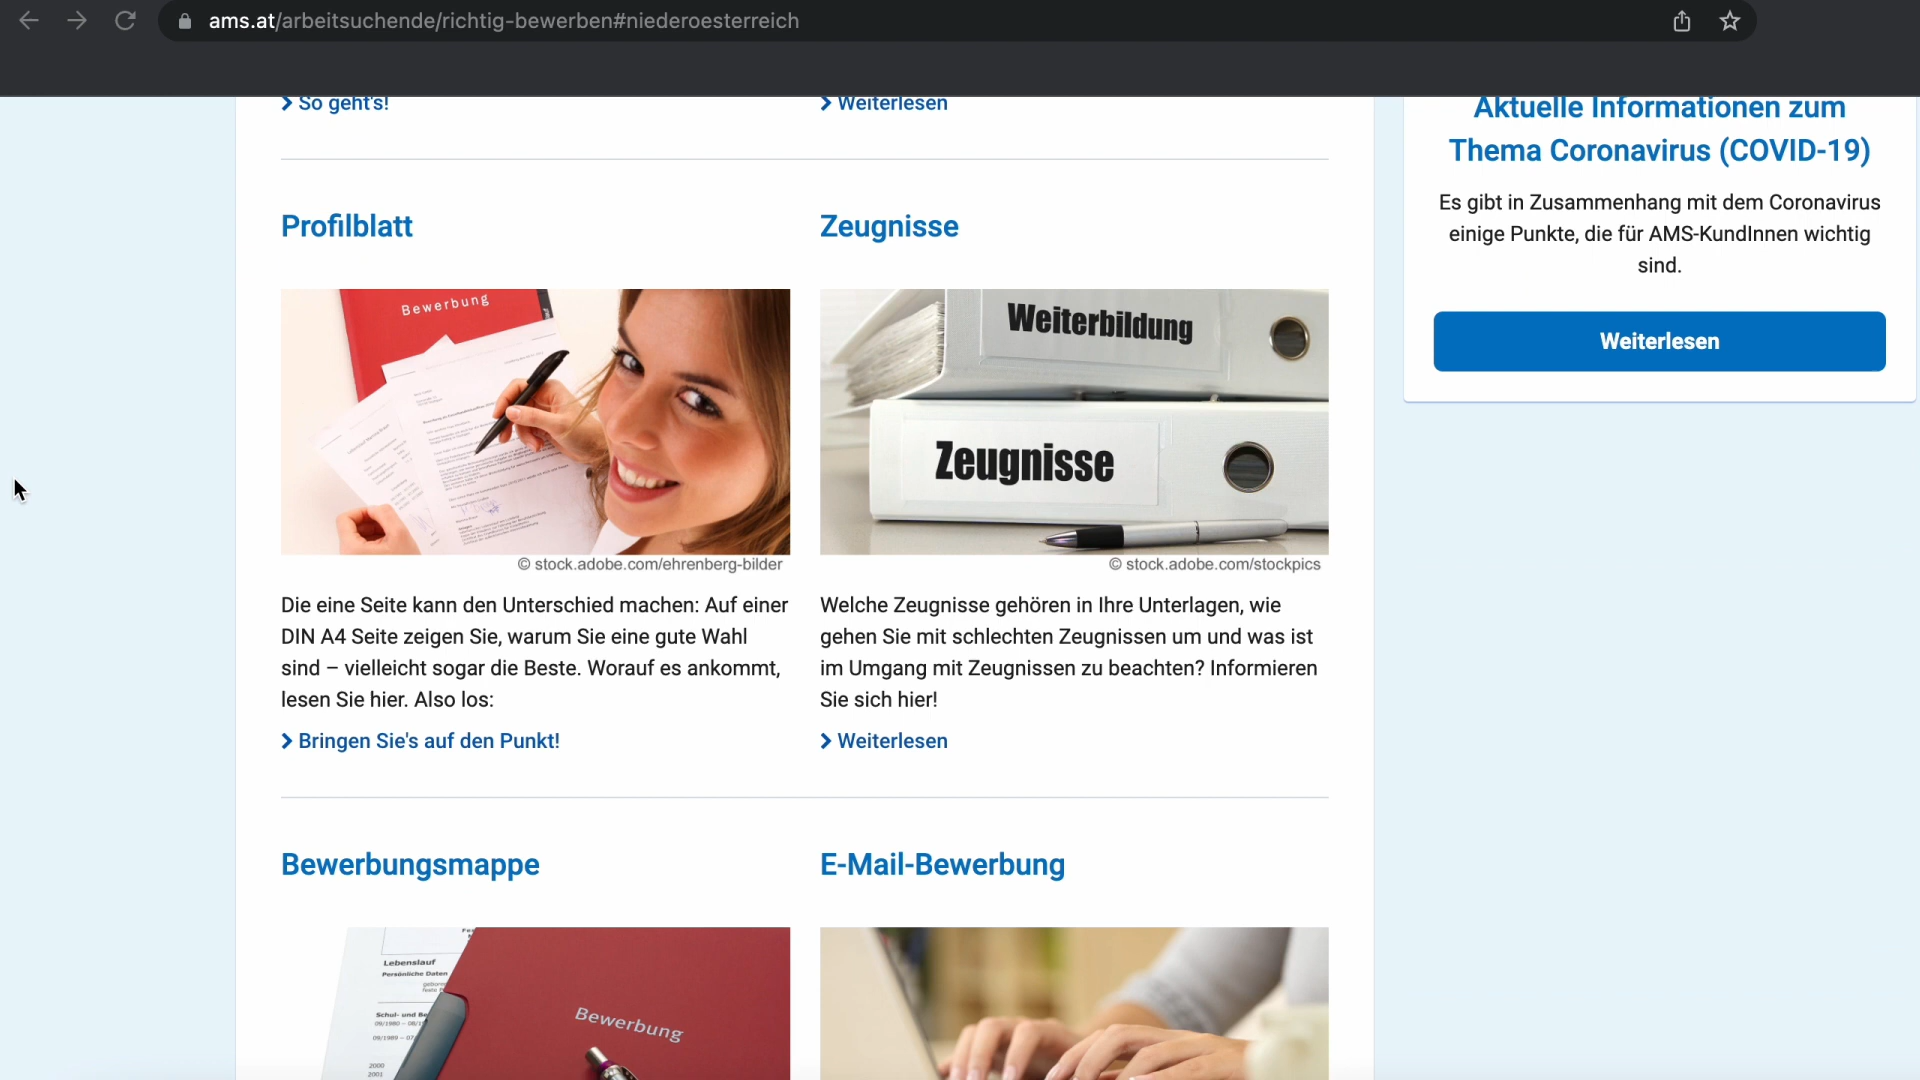 ams.at/arbeitsuchende/richtig-bewerben#niederoesterreich
So geht's!
Weiterlesen
Profilblatt
Bewerbung
Die eine Seite kann den Unterschied machen: Auf einer
DIN A4 Seite zeigen Sie, warum Sie eine gute Wahl
sind – vielleicht sogar die Beste. Worauf es ankommt,
lesen Sie hier. Also los:
Bringen Sie's auf den Punkt!
© stock.adobe.com/ehrenberg-bilder
Zeugnisse
Weiterbildung
Zeugnisse
© stock.adobe.com/stockpics
Welche Zeugnisse gehören in Ihre Unterlagen, wie
gehen Sie mit schlechten Zeugnissen um und was ist
im Umgang mit Zeugnissen zu beachten? Informieren
Sie sich hier!
Weiterlesen
Bewerbungsmappe
Lebenslauf
Persönliche Daten
Bewerbung
2000
2001
E-Mail-Bewerbung
Aktuelle Informationen zum
Thema Coronavirus (COVID-19)
Es gibt in Zusammenhang mit dem Coronavirus
einige Punkte, die für AMS-KundInnen wichtig
sind.
Weiterlesen